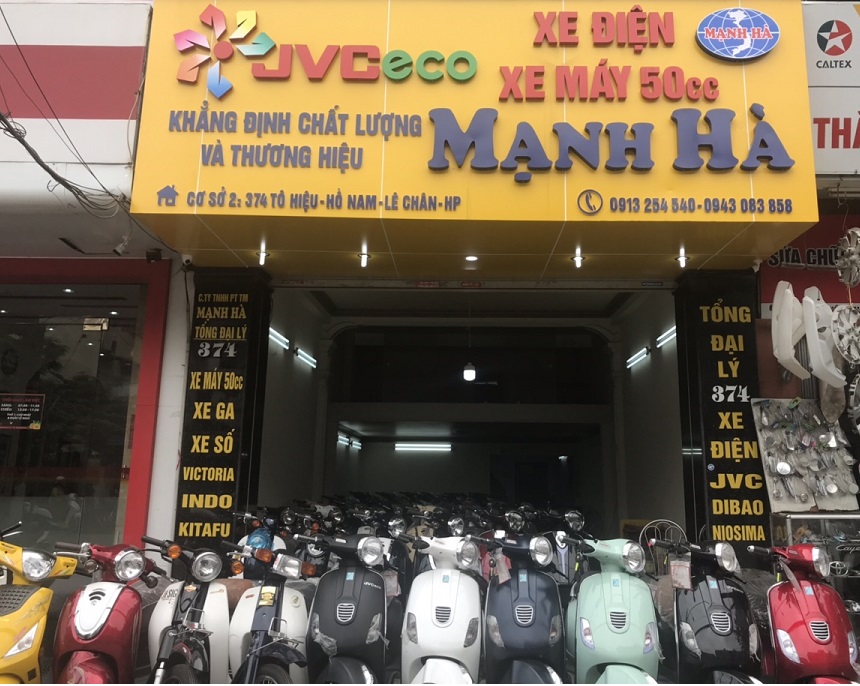 JVCeco
XE ĐIỆN
XE MÁY 50cc
MẠNH HÀ
KHẲNG ĐỊNH CHẤT LƯỢNG
VÀ THƯƠNG HIỆU
MẠNH HÀ
CƠ SỞ 2: 374 TÔ HIỆU-HỒ NAM-LÊ CHÂN-HP
0913 254 540-0943 083 858
CALTEX
THÀ
SỬA CHỮ
C.TY TNHH PT TM
MẠNH HÀ
TỔNG ĐẠI LÝ
374
XE MÁY 50cc
XE GA
XE SỐ
VICTORIA
INDO
KITAFU
TỔNG
ĐẠI
LÝ
374
XE
ĐIỆN
JVC
DIBAO
NIOSIMA